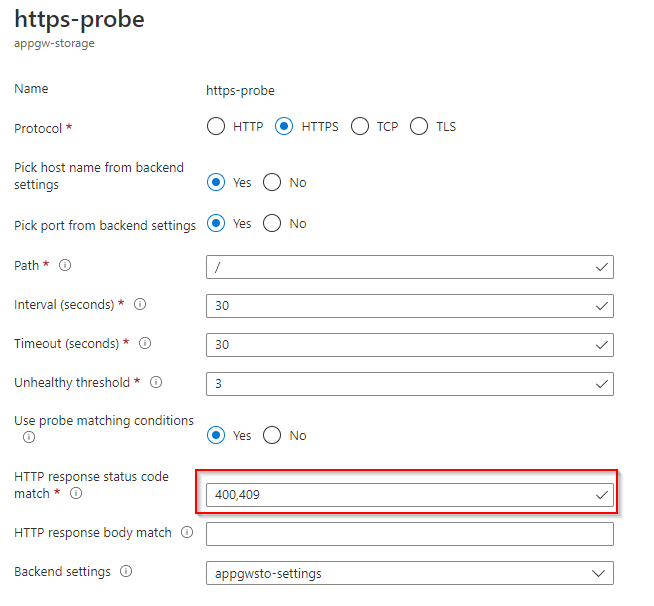 https-probe
appgw-storage
Name
https-probe
Protocol *
HTTP
HTTPS
TCP
TLS
Pick host name from backend
settings
Yes
No
Pick port from backend settings
Yes
No
Path *
/
Interval (seconds) *
30
Timeout (seconds) *
30
Unhealthy threshold *
3
Use probe matching conditions
Yes
No
HTTP response status code
match *
400,409
HTTP response body match
Backend settings
appgwsto-settings